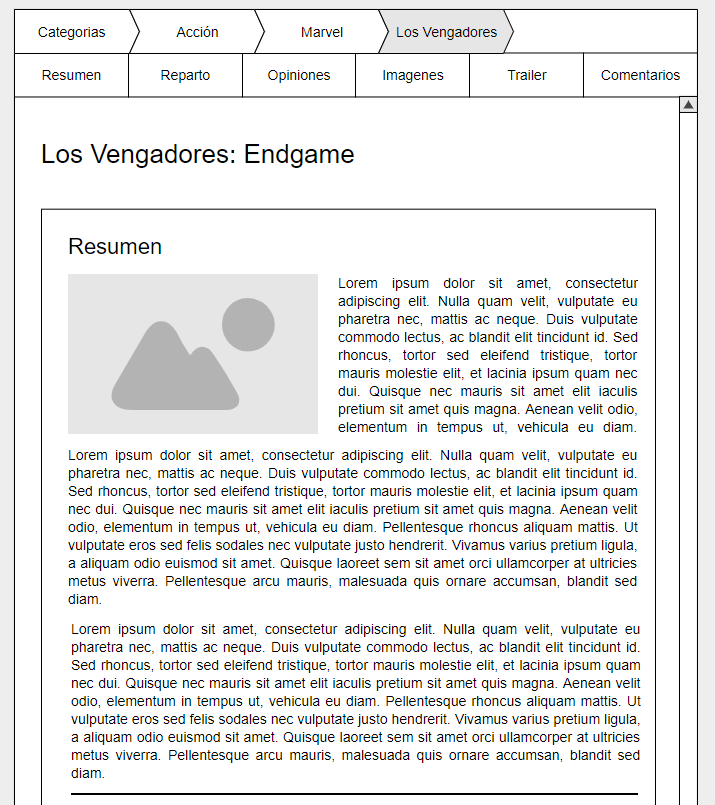 Categorias Acción Marvel Los Vengadores
Resumen Reparto Opiniones Imagenes Trailer Comentarios
Los Vengadores: Endgame
Resumen
Lorem ipsum dolor sit amet, consectetur
adipiscing elit. Nulla quam velit, vulputate eu
pharetra nec, mattis ac neque. Duis vulputate
commodo lectus, ac blandit elit tincidunt id. Sed
rhoncus, tortor sed eleifend tristique, tortor
mauris molestie elit, et lacinia ipsum quam nec
dui. Quisque nec mauris sit amet elit iaculis
pretium sit amet quis magna. Aenean velit odio,
elementum in tempus ut, vehicula eu diam.
Lorem ipsum dolor sit amet, consectetur adipiscing elit. Nulla quam velit, vulputate eu
pharetra nec, mattis ac neque. Duis vulputate commodo lectus, ac blandit elit tincidunt id.
Sed rhoncus, tortor sed eleifend tristique, tortor mauris molestie elit, et lacinia ipsum quam
nec dui. Quisque nec mauris sit amet elit iaculis pretium sit amet quis magna. Aenean velit
odio, elementum in tempus ut, vehicula eu diam. Pellentesque rhoncus aliquam mattis. Ut
vulputate eros sed felis sodales nec vulputate justo hendrerit. Vivamus varius pretium ligula,
a aliquam odio euismod sit amet. Quisque laoreet sem sit amet orci ullamcorper at ultricies
metus viverra. Pellentesque arcu mauris, malesuada quis ornare accumsan, blandit sed
diam.
Lorem ipsum dolor sit amet, consectetur adipiscing elit. Nulla quam velit, vulputate eu
pharetra nec, mattis ac neque. Duis vulputate commodo lectus, ac blandit elit tincidunt id.
Sed rhoncus, tortor sed eleifend tristique, tortor mauris molestie elit, et lacinia ipsum quam
nec dui. Quisque nec mauris sit amet elit iaculis pretium sit amet quis magna. Aenean velit
odio, elementum in tempus ut, vehicula eu diam. Pellentesque rhoncus aliquam mattis. Ut
vulputate eros sed felis sodales nec vulputate justo hendrerit. Vivamus varius pretium ligula,
a aliquam odio euismod sit amet. Quisque laoreet sem sit amet orci ullamcorper at ultricies
metus viverra. Pellentesque arcu mauris, malesuada quis ornare accumsan, blandit sed
diam.